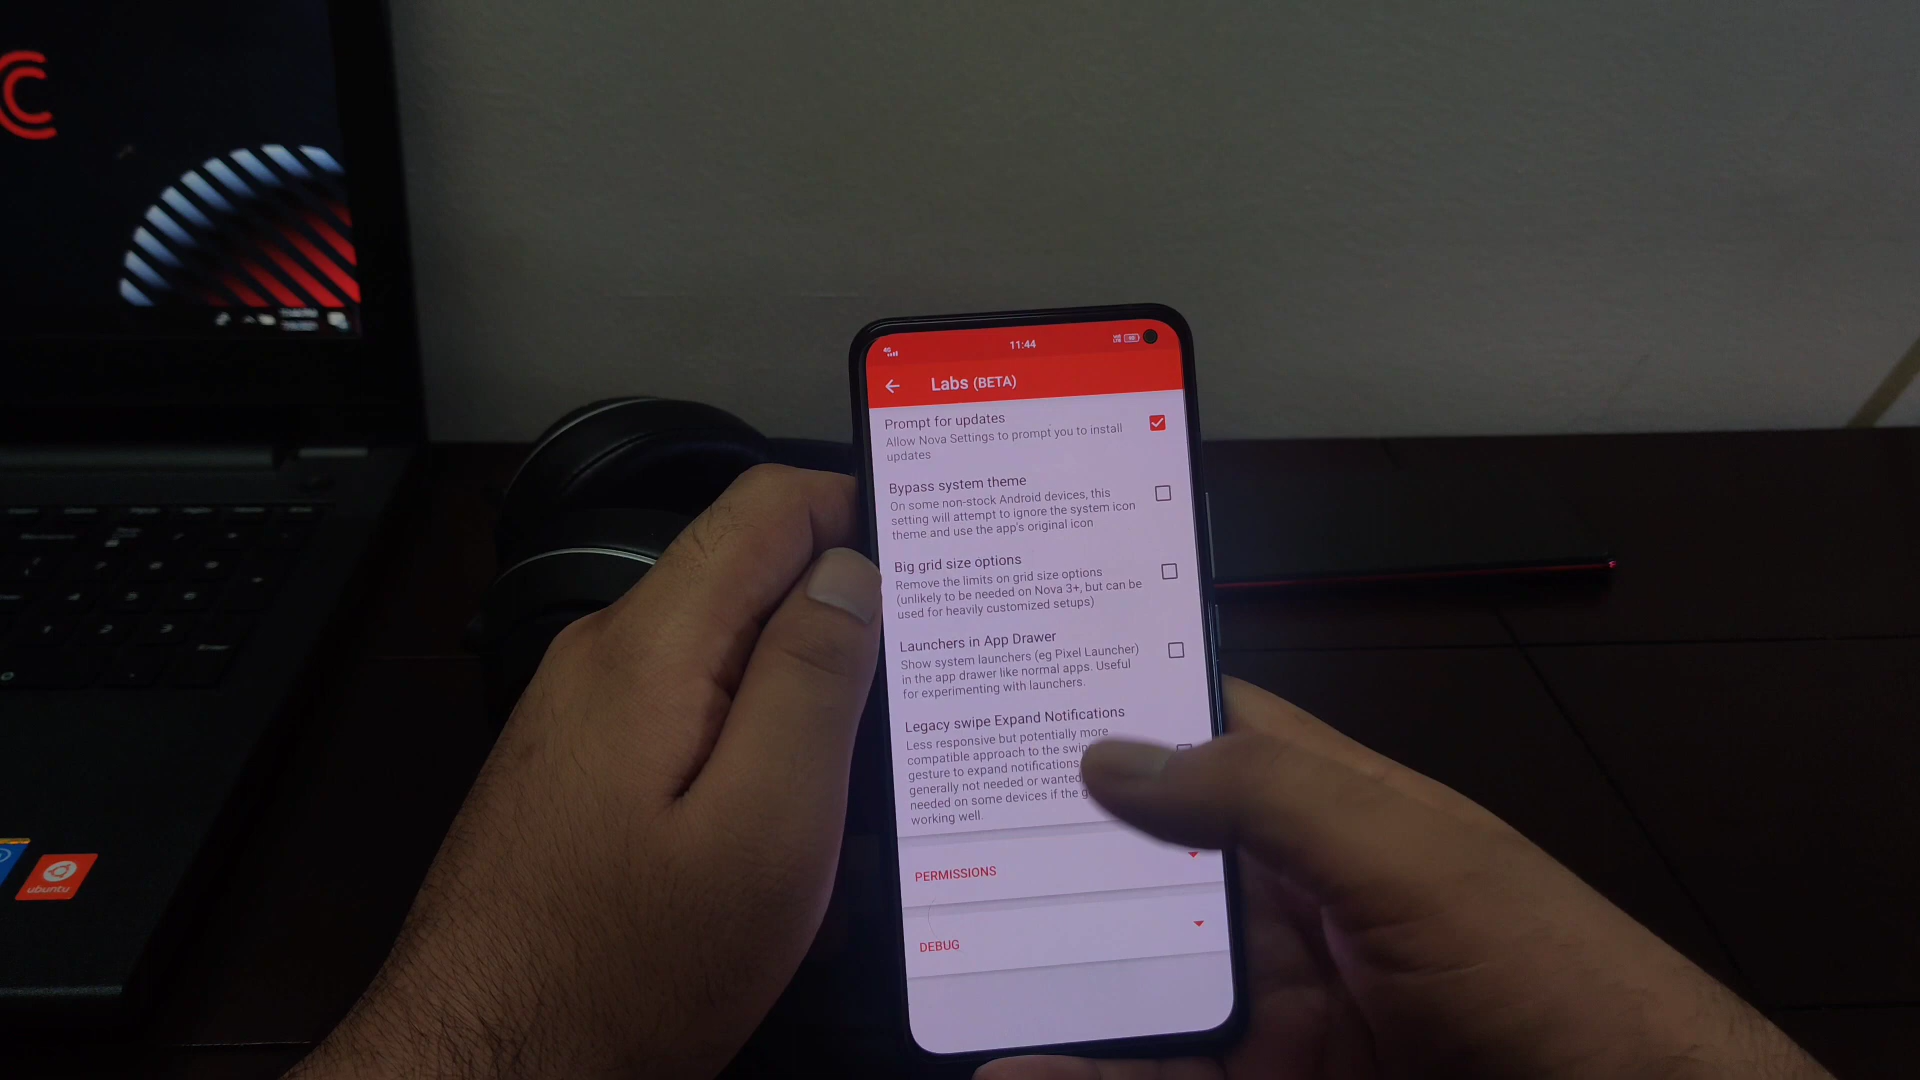 4G
11:44
Labs (BETA)
Prompt for updates
Allow Nova Settings to prompt you to install
updates
Bypass system theme
On some non-stock Android devices, this
setting will attempt to ignore the system icon
theme and use the app's original icon
Big grid size options
Remove the limits on grid size options
(unlikely to be needed on Nova 3+, but can be
used for heavily customized setups)
Launchers in App Drawer
Show system launchers (eg Pixel Launcher)
in the app drawer like normal apps. Useful
for experimenting with launchers.
Legacy swipe Expand Notifications
Less responsive but potentially more
compatible approach to the
gesture to expand notifications
generally not needed or wanted
needed on some devices if the
working well.
PERMISSIONS
DEBUG
ubuntu
Enter